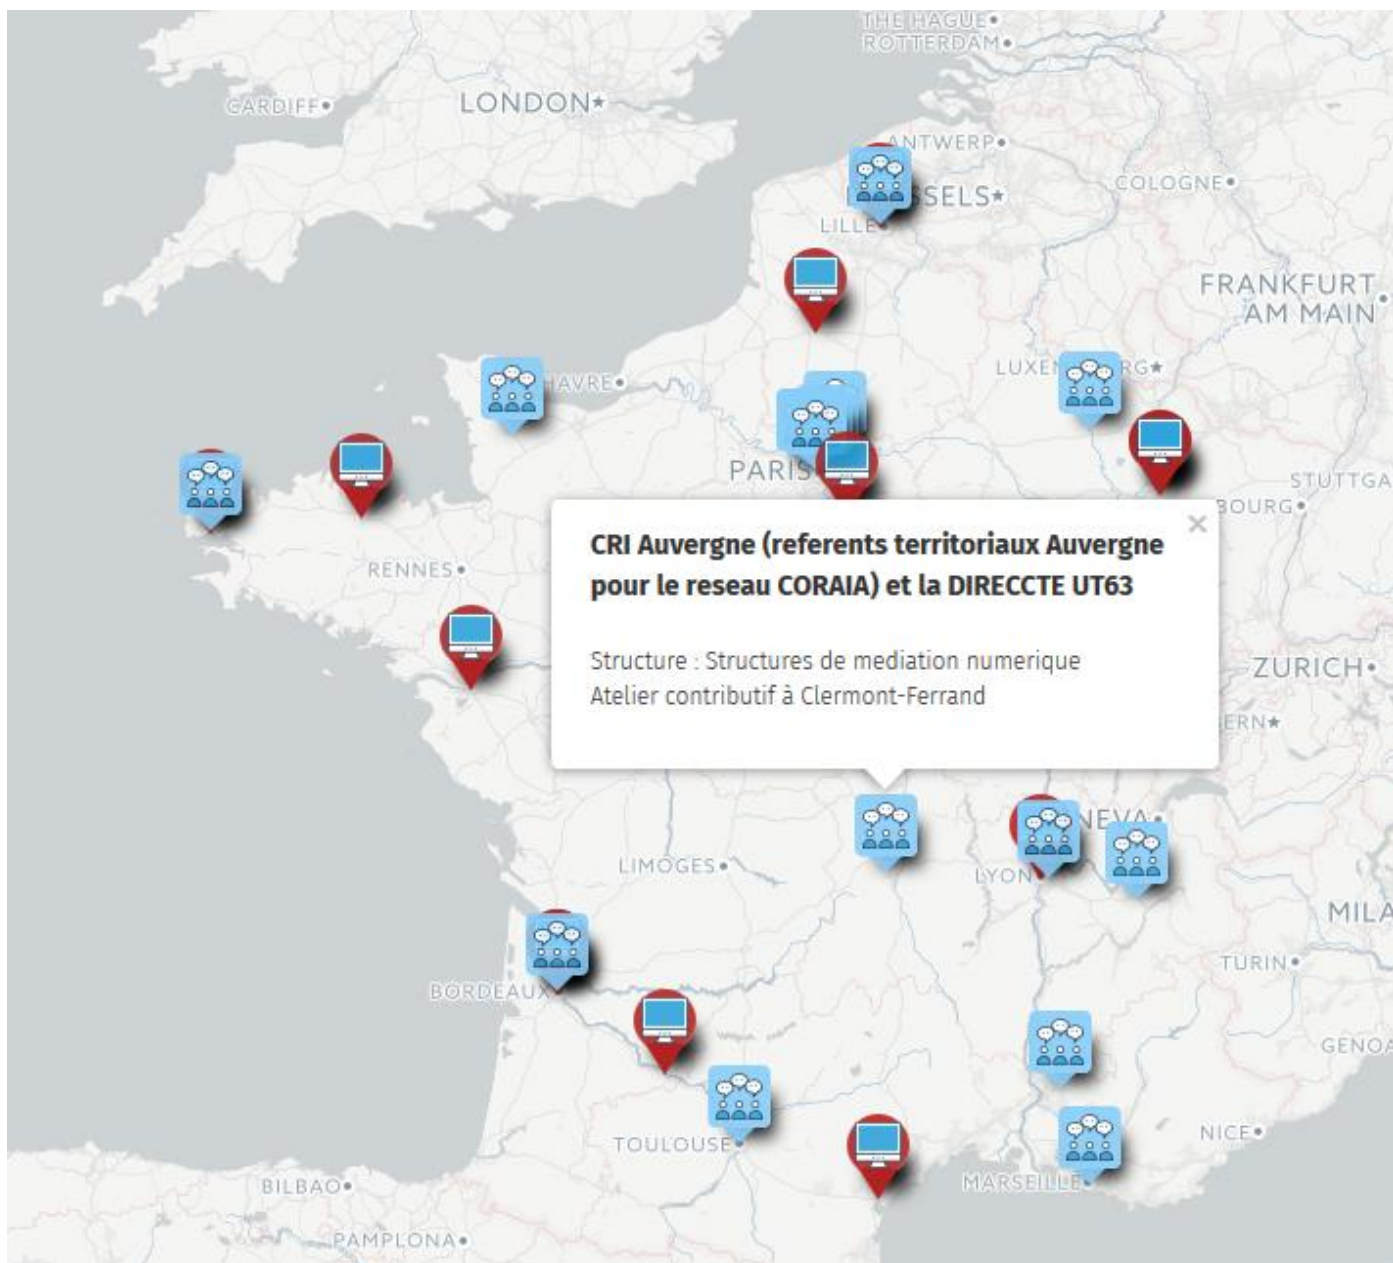 THE HAGUE
ROTTERDAM
CARDIFF
LONDON
ANTWERP
COLOGNE
SSELS
LILLE
FRANKFURT
AM MAIN
LUXEM
RG
HAVRE
PARIS
STUTTGA
BOURG
CRI Auvergne (referents territoriaux Auvergne
pour le reseau CORAIA) et la DIRECCTE UT63
×
RENNES
Structure : Structures de mediation numerique
Atelier contributif à Clermont-Ferrand
ZURICH
ERN
NEVA
LIMOGES
LYON
MILA
TURIN
BORDEAUX
GENOA
TOULOUSE
NICE
MARSEILLE
BILBAO
PAMPLONA